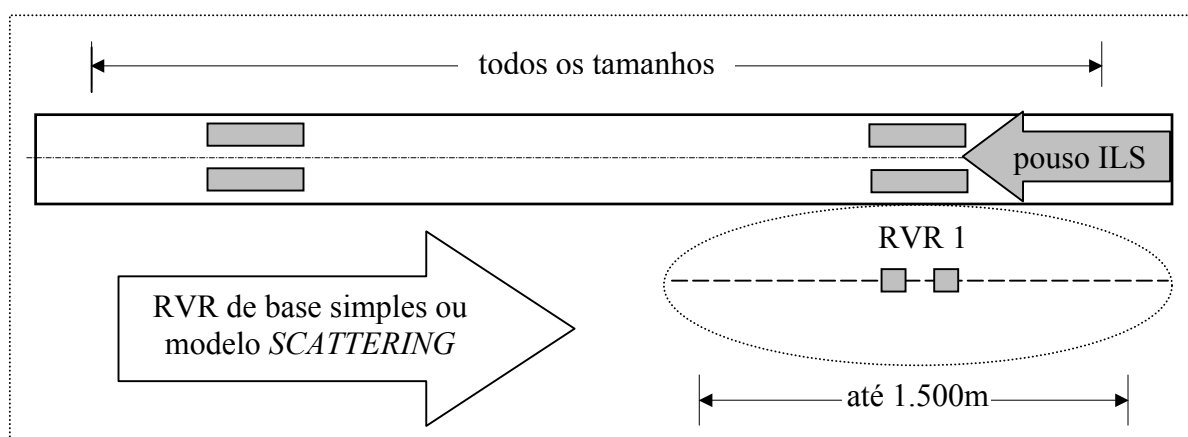 todos os tamanhos
pouso ILS
RVR 1
RVR de base simples ou
modelo SCATTERING
até 1.500m